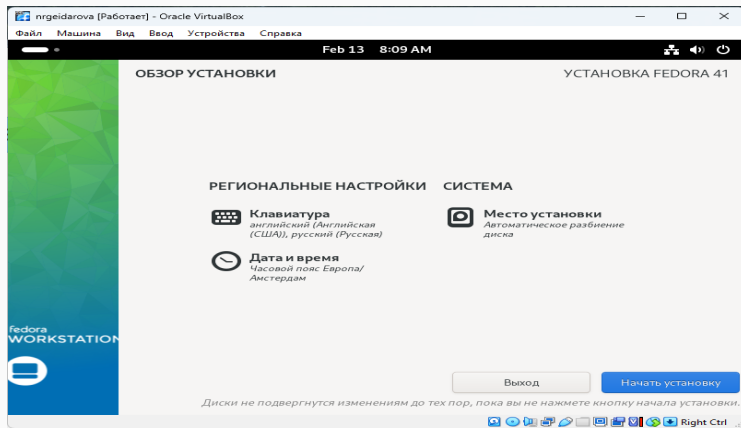 nrgeidarova [Работает] - Oracle VirtualBox
Файл Машина Вид Ввод Устройства Справка
Feb 13 8:09 AM
ОБЗОР УСТАНОВКИ
УСТАНОВКА FEDORA 41
РЕГИОНАЛЬНЫЕ НАСТРОЙКИ
Клавиатура
английский (Английская
(США)), русский (Русская)
Дата и время
Часовой пояс Европа/
Амстердам
СИСТЕМА
Место установки
Автоматическое разбиение
диска
fedora
WORKSTATION
Выход
Начать установку
Диски не подвергнутся изменениям до тех пор, пока вы не нажмете кнопку начала установки.
Right Ctrl